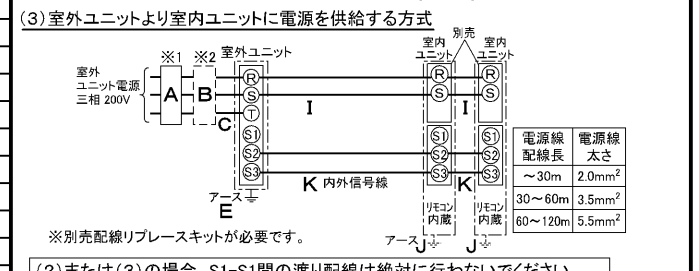 (3)室外ユニットより室内ユニットに電源を供給する方式
※1 ※2 室外ユニット
別売
室内ユニット 室内ユニット
室外
ユニット電源
三相 200V
A B C
R S T S1 S2 S3
I
R S S1 S2 S3
I
R S S1 S2 S3
K 内外信号線 K
アース
E
リモコン内蔵 リモコン内蔵
アース J J
※別売配線リプレースキットが必要です。
電源線配線長 電源線太さ
～30m 2.0mm²
30～60m 3.5mm²
60～120m 5.5mm²
(2)または(3)の場合、S1-S1間の渡り配線は絶対に行わないでください